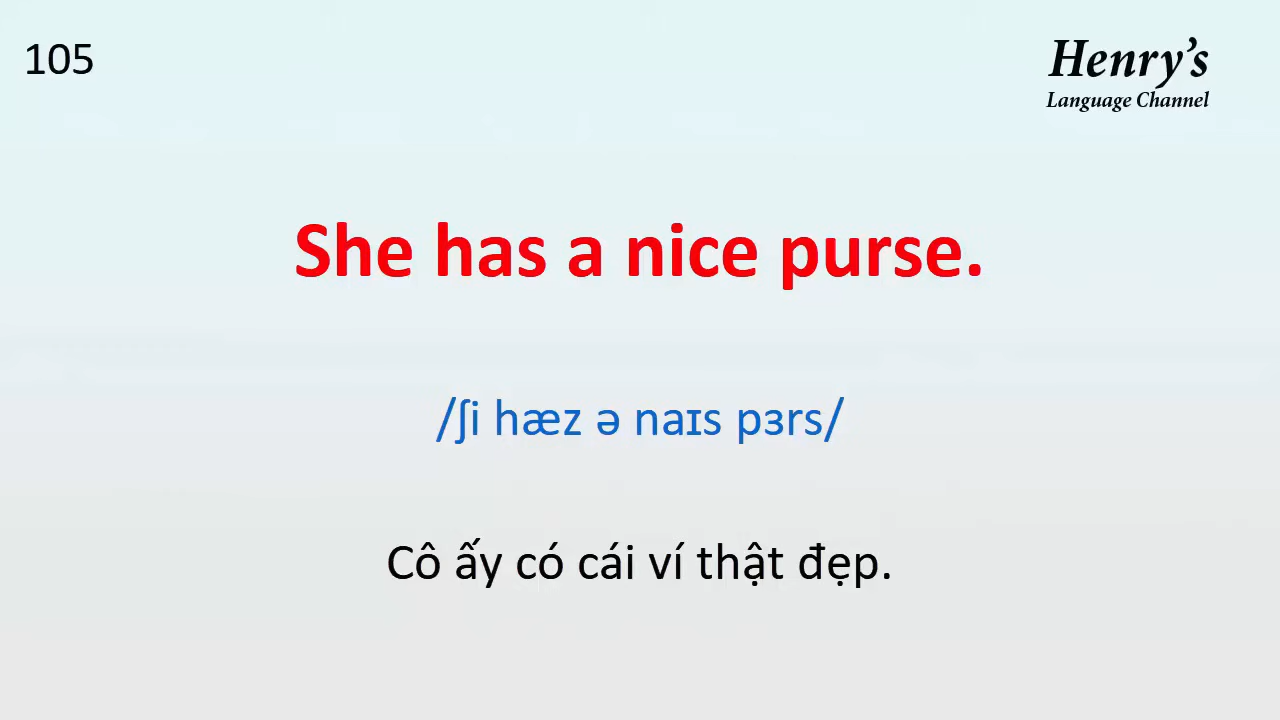 105
Henry's
Language Channel
She has a nice purse.
/ʃi hæz ə naɪs pɜrs/
Cô ấy có cái ví thật đẹp.